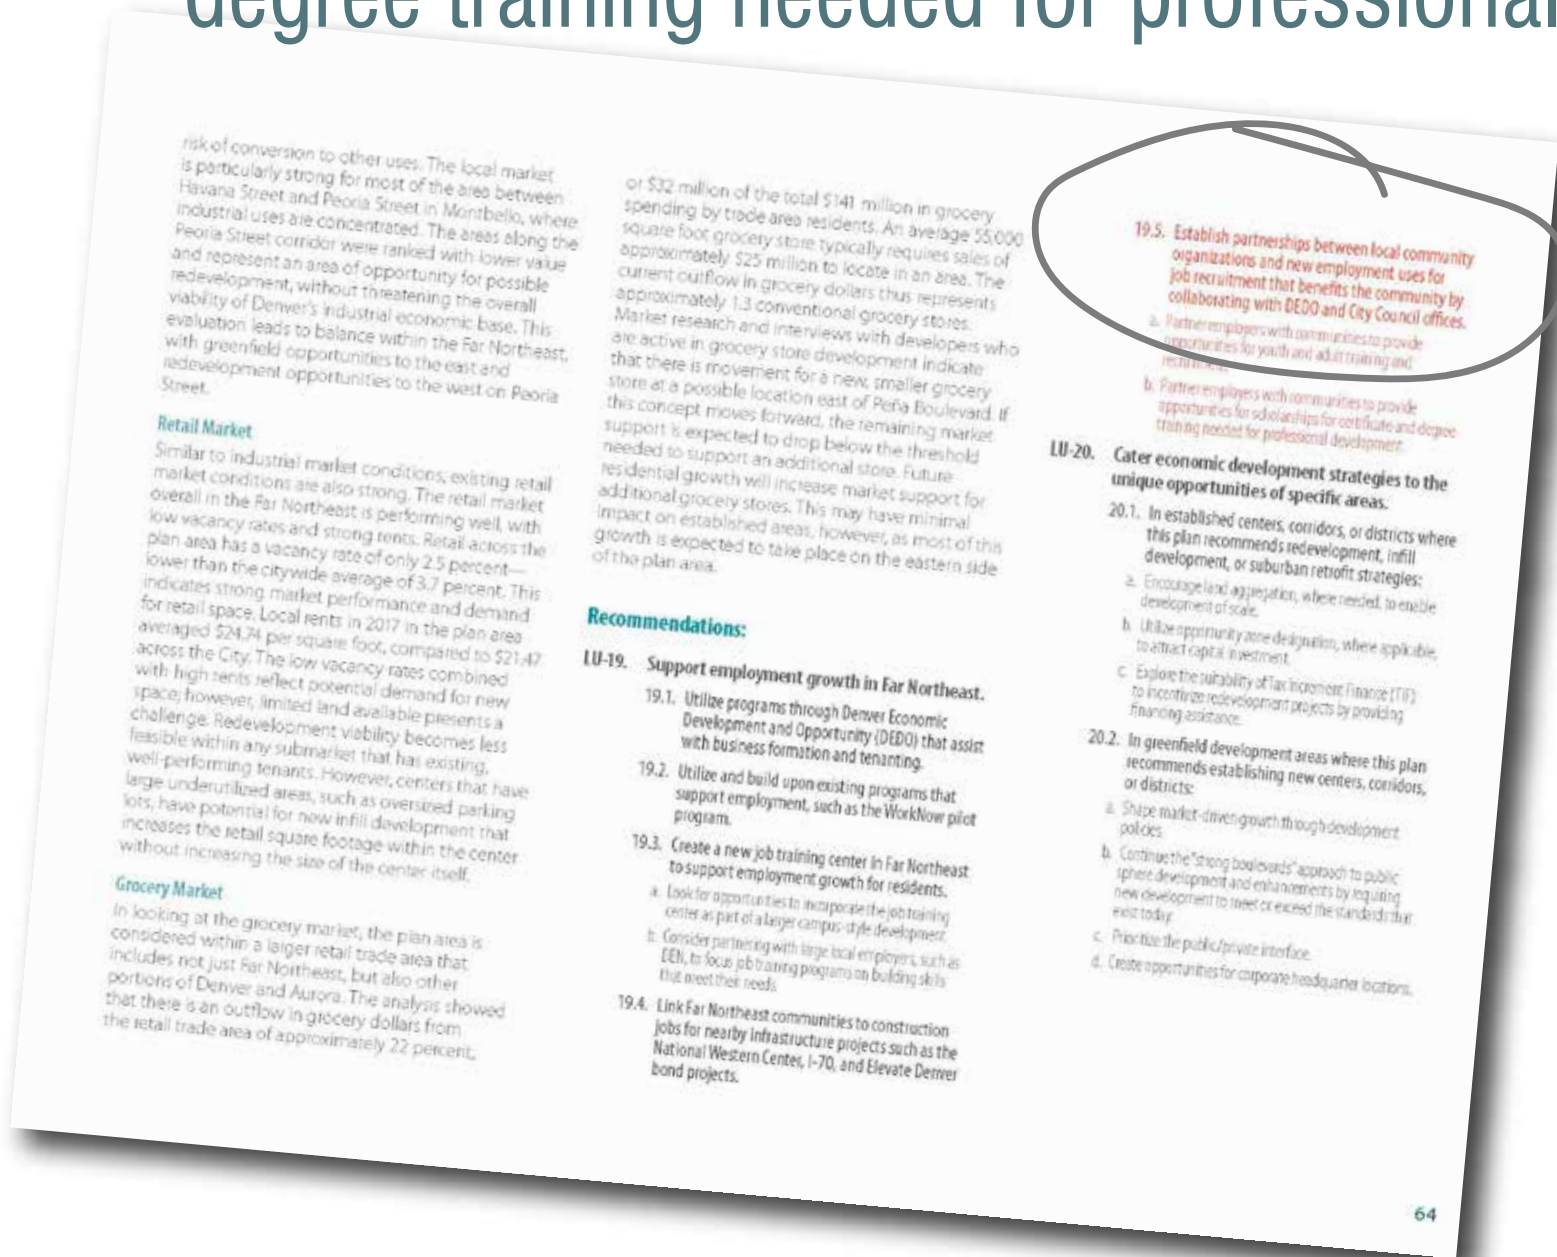 degree training needed for professional
risk of conversion to other uses. The local market
is particularly strong for most of the area between
Havana Street and Peoria Street in Montbello, where
industrial uses are concentrated. The areas along the
Peoria Street corridor were ranked with lower value
and represent an area of opportunity for possible
redevelopment, without threatening the overall
viability of Denver's industrial economic base. This
evaluation leads to balance within the Far Northeast,
with greenfield opportunities to the east and
redevelopment opportunities to the west on Peoria
Street.
Retail Market
Similar to industrial market conditions, existing retail
market conditions are also strong. The retail market
overall in the Far Northeast is performing well, with
low vacancy rates and strong rents. Retail across the
plan area has a vacancy rate of only 2.5 percent—
lower than the citywide average of 3.7 percent. This
indicates strong market performance and demand
for retail space. Local rents in 2017 in the plan area
averaged $24.74 per square foot, compared to $21.47
across the City. The low vacancy rates combined
with high rents reflect potential demand for new
space; however, limited land available presents a
challenge. Redevelopment viability becomes less
feasible within any submarket that has existing,
well-performing tenants. However, centers that have
large underutilized areas, such as oversized parking
lots, have potential for new infill development that
increases the retail square footage within the center
without increasing the size of the center itself.
Grocery Market
In looking at the grocery market, the plan area is
considered within a larger retail trade area that
includes not just Far Northeast, but also other
portions of Denver and Aurora. The analysis showed
that there is an outflow in grocery dollars from
the retail trade area of approximately 22 percent,
or $32 million of the total $141 million in grocery
spending by trade area residents. An average 55,000
square foot grocery store typically requires sales of
approximately $25 million to locate in an area. The
current outflow in grocery dollars thus represents
approximately 1.3 conventional grocery stores.
Market research and interviews with developers who
are active in grocery store development indicate
that there is movement for a new, smaller grocery
store at a possible location east of Peña Boulevard. If
this concept moves forward, the remaining market
support is expected to drop below the threshold
needed to support an additional store. Future
residential growth will increase market support for
additional grocery stores. This may have minimal
impact on established areas, however, as most of this
growth is expected to take place on the eastern side
of the plan area.
Recommendations:
LU-19. Support employment growth in Far Northeast.
19.1. Utilize programs through Denver Economic
Development and Opportunity (DEDO) that assist
with business formation and tenanting.
19.2. Utilize and build upon existing programs that
support employment, such as the WorkNow pilot
program.
19.3. Create a new job training center in Far Northeast
to support employment growth for residents.
a. Look for opportunities to incorporate the job training
center as part of a larger campus-style development.
b. Consider partnering with large local employers, such as
DEN, to focus job training programs on building skills
that meet their needs.
19.4. Link Far Northeast communities to construction
jobs for nearby infrastructure projects such as the
National Western Center, I-70, and Elevate Denver
bond projects.
19.5. Establish partnerships between local community
organizations and new employment uses for
job recruitment that benefits the community by
collaborating with DEDO and City Council offices.
a. Partner employers with communities to provide
opportunities for youth and adult training and
recruitment.
b. Partner employers with communities to provide
opportunities for scholarships for certificate and degree
training needed for professional development.
LU-20. Cater economic development strategies to the
unique opportunities of specific areas.
20.1. In established centers, corridors, or districts where
this plan recommends redevelopment, infill
development, or suburban retrofit strategies:
a. Encourage land aggregation, where needed, to enable
development of scale.
b. Utilize opportunity zone designation, where applicable,
to attract capital investment.
c. Explore the suitability of Tax Increment Finance (TIF)
to incentivize redevelopment projects by providing
financing assistance.
20.2. In greenfield development areas where this plan
recommends establishing new centers, corridors,
or districts:
a. Shape market-driven growth through development
policies.
b. Continue the "strong boulevards" approach to public
sphere development and enhancements by requiring
new development to meet or exceed the standards that
exist today.
c. Prioritize the public/private interface.
d. Create opportunities for corporate headquarter locations.
64